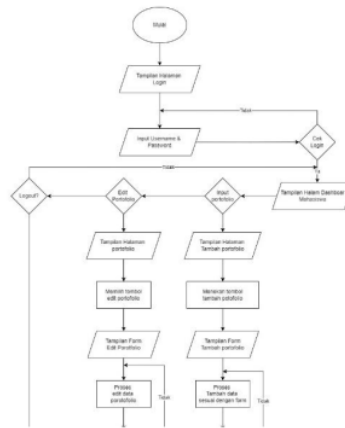 Mulai
Tampilan Halaman
Login
Tidak
Input Username &
Password
Cek
Login
Tidak
Ya
Logout?
Edit
Portofolio
Input
portofolio
Tampilan Halam Dashboard
Mahasiswa
Tampilan Halaman
portofolio
Tampilan Halaman
Tambah portofolio
Memilih tombol
edit portofolio
Menekan tombol
tambah portofolio
Tampilan Form
Edit Portofolio
Tampilan Form
Tambah portofolio
Proses
edit data
portofolio
Tidak
Proses
Tambah data
sesuai dengan form
Tidak